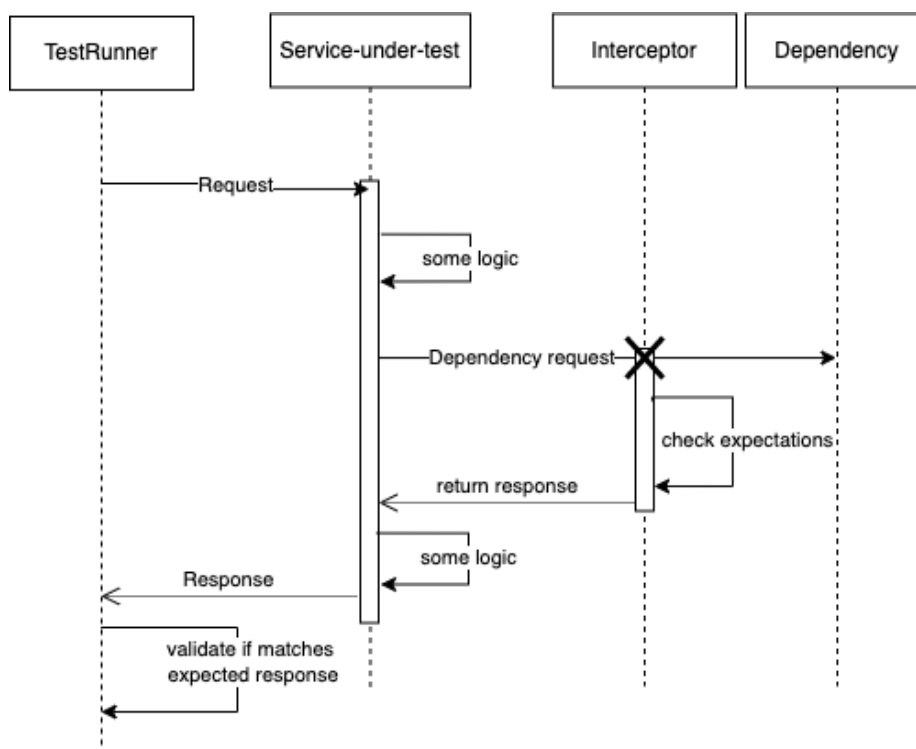 TestRunner
Service-under-test
Interceptor
Dependency
Request
some logic
Dependency request
check expectations
return response
some logic
Response
validate if matches
expected response